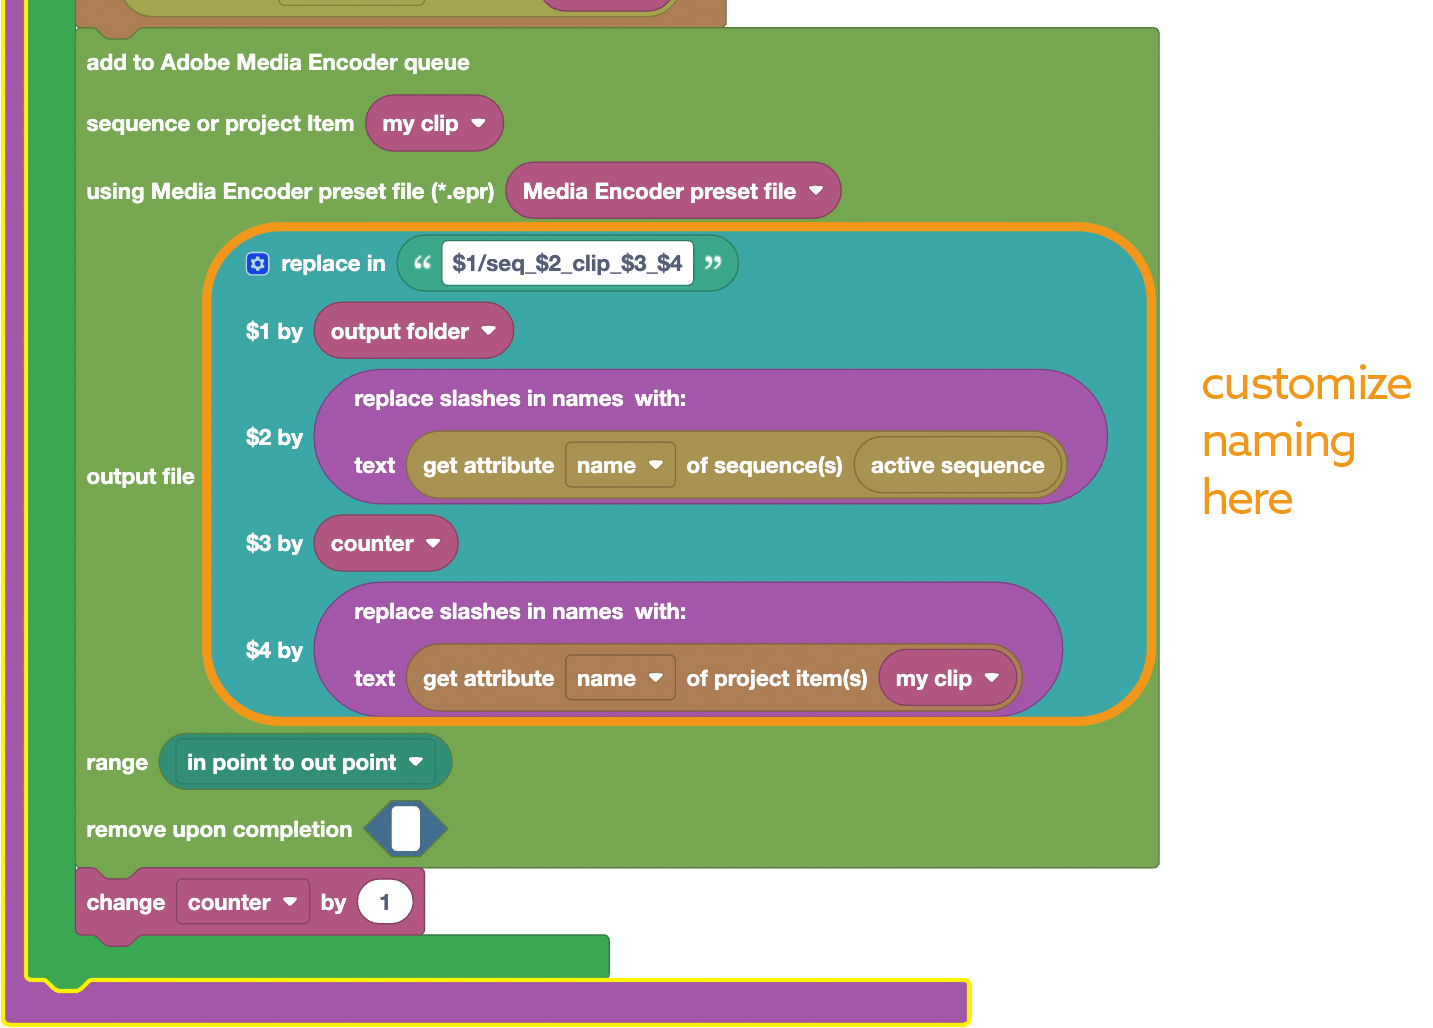 add to Adobe Media Encoder queue
sequence or project Item my clip
using Media Encoder preset file (*.epr) Media Encoder preset file
replace in “ $1/seq_$2_clip_$3_$4 ”
$1 by output folder
replace slashes in names with:
$2 by
text get attribute name of sequence(s) active sequence
output file
$3 by counter
replace slashes in names with:
$4 by
text get attribute name of project item(s) my clip
range in point to out point
remove upon completion
change counter by 1
customize
naming
here